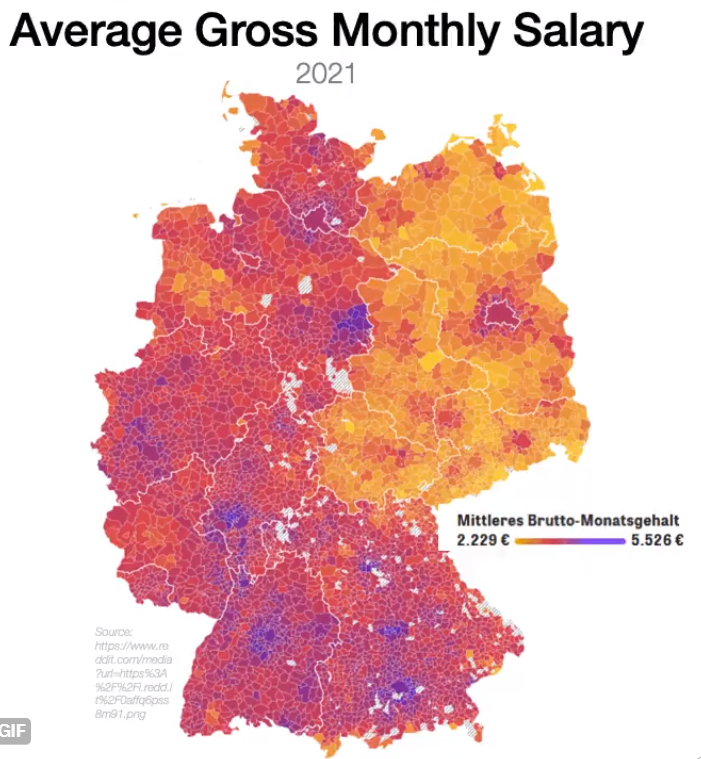 Average Gross Monthly Salary
2021
Mittleres Brutto-Monatsgehalt
2.229 € 5.526 €
Source:
https://www.re
ddit.com/media
?url=https%3A
%2F%2Fi.redd.i
t%2F0affq6pss
8m91.png
GIF